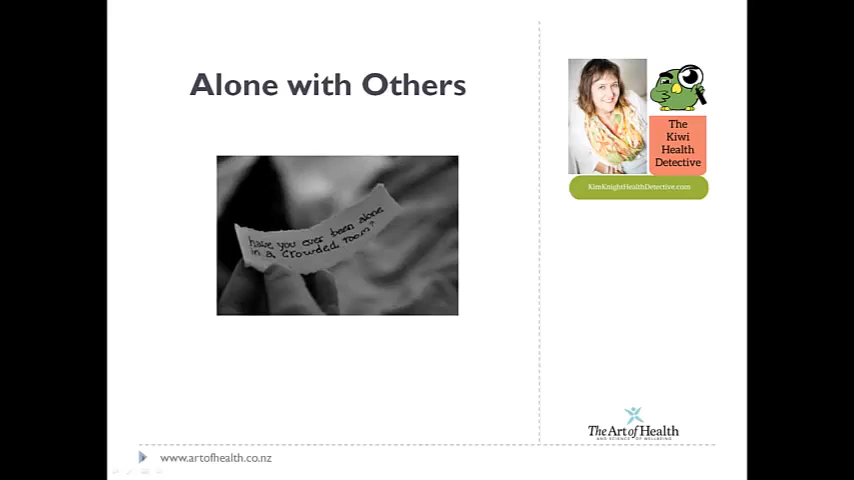 Alone with Others
have you ever been alone
in a crowded room?
The
Kiwi
Health
Detective
KimKnightHealthDetective.com
The Art of Health
AND SCIENCE OF WELLBEING
www.artofhealth.co.nz